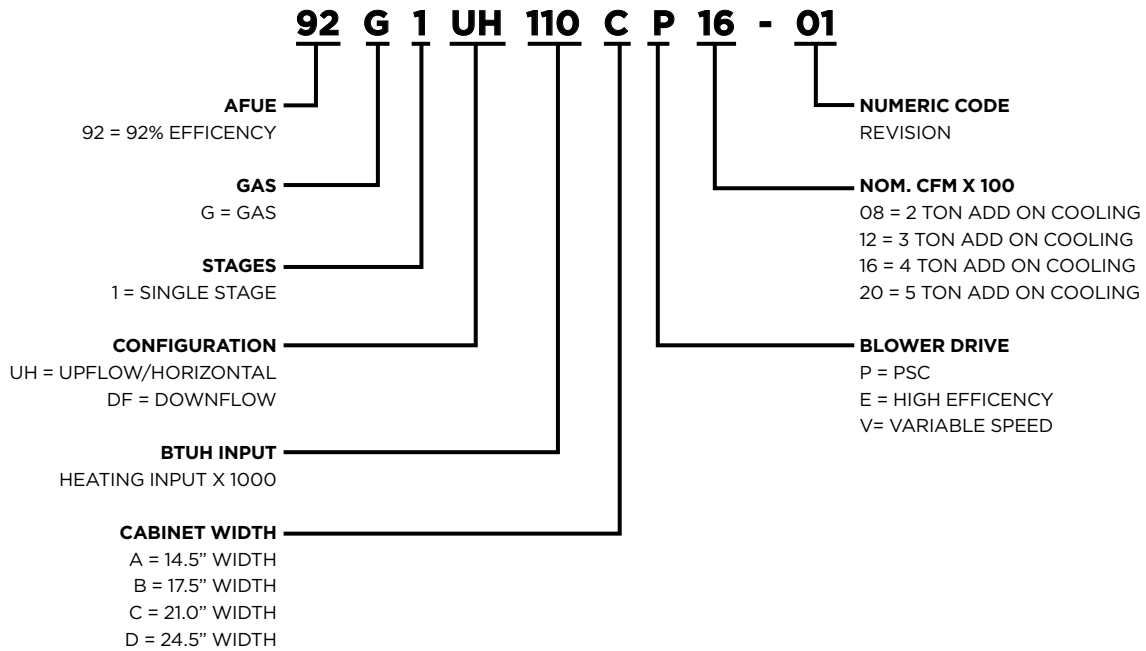 92 G 1 UH 110 C P 16 - 01
AFUE
92 = 92% EFFICENCY
GAS
G = GAS
STAGES
1 = SINGLE STAGE
CONFIGURATION
UH = UPFLOW/HORIZONTAL
DF = DOWNFLOW
BTUH INPUT
HEATING INPUT X 1000
CABINET WIDTH
A = 14.5” WIDTH
B = 17.5” WIDTH
C = 21.0” WIDTH
D = 24.5” WIDTH
NUMERIC CODE
REVISION
NOM. CFM X 100
08 = 2 TON ADD ON COOLING
12 = 3 TON ADD ON COOLING
16 = 4 TON ADD ON COOLING
20 = 5 TON ADD ON COOLING
BLOWER DRIVE
P = PSC
E = HIGH EFFICENCY
V= VARIABLE SPEED